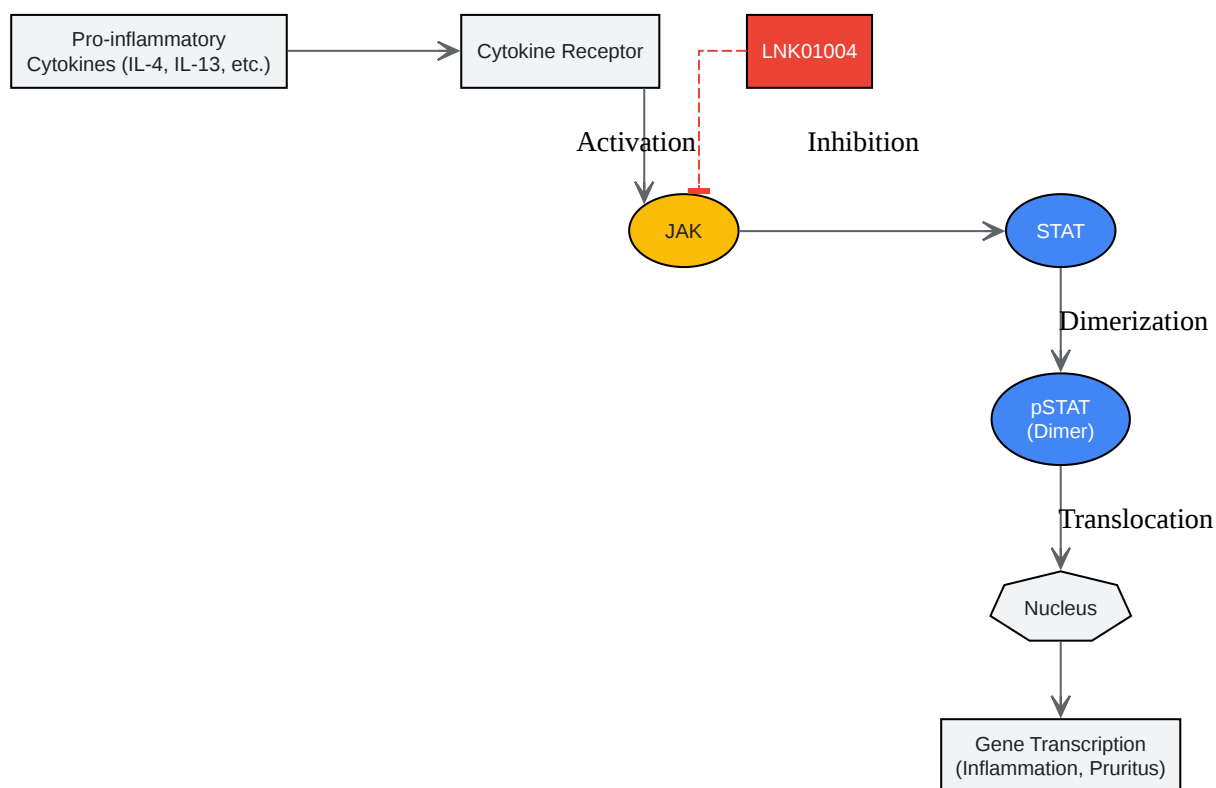 Pro-inflammatory
Cytokines (IL-4, IL-13, etc.)
Cytokine Receptor
LNK01004
Activation
Inhibition
JAK
STAT
Dimerization
pSTAT
(Dimer)
Translocation
Nucleus
Gene Transcription
(Inflammation, Pruritus)